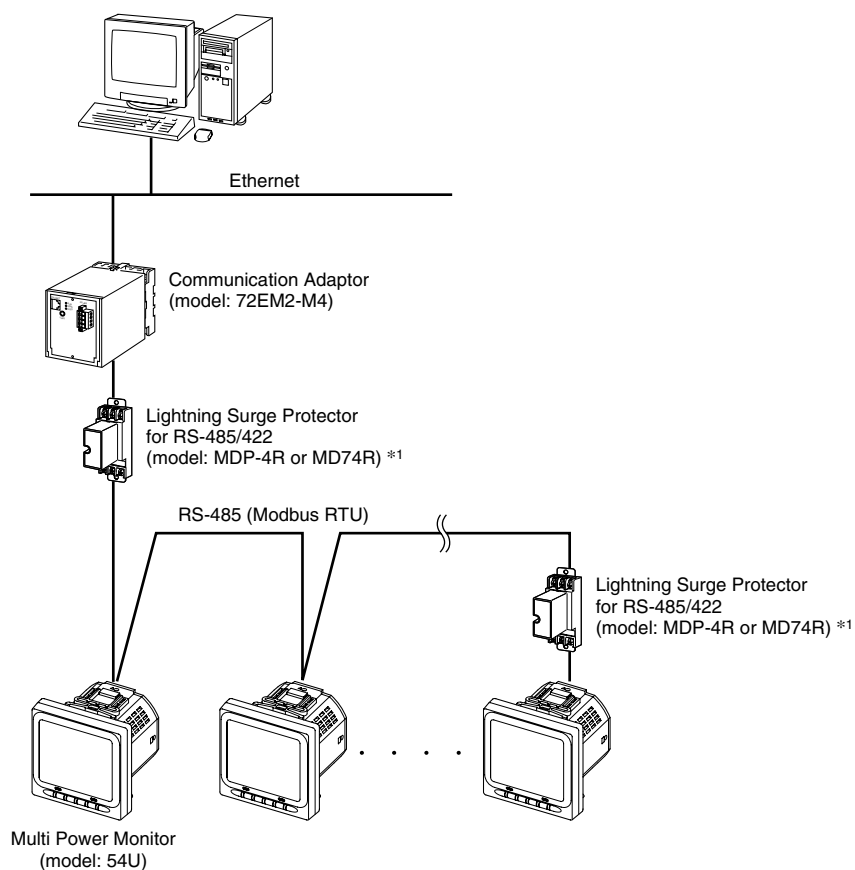 Ethernet
Communication Adaptor
(model: 72EM2-M4)
Lightning Surge Protector
for RS-485/422
(model: MDP-4R or MD74R) *1
RS-485 (Modbus RTU)
Lightning Surge Protector
for RS-485/422
(model: MDP-4R or MD74R) *1
Multi Power Monitor
(model: 54U)